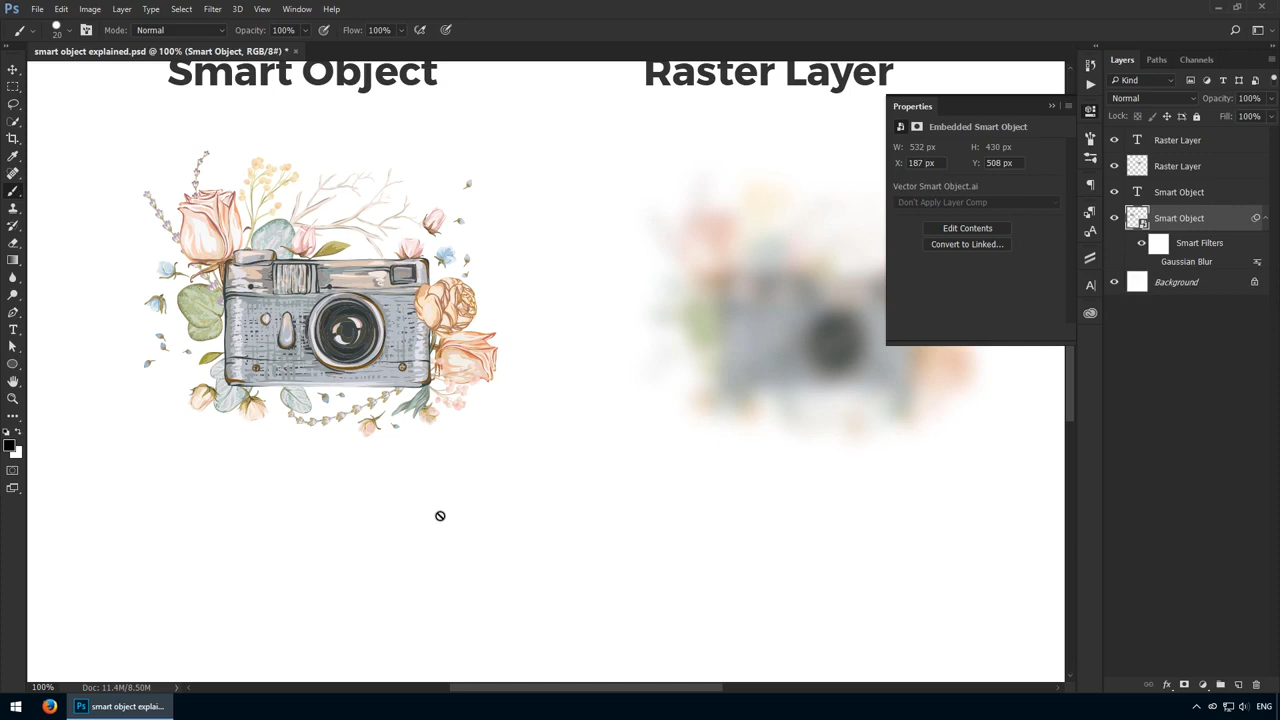 Ps File Edit Image Layer Type Select Filter 3D View Window Help
20 Mode: Normal Opacity: 100% Flow: 100%
smart object explained.psd @ 100% (Smart Object, RGB/8#) * ×
Smart Object
Raster Layer
Properties
Embedded Smart Object
W: 532 px H: 430 px
X: 187 px Y: 508 px
Vector Smart Object.ai
Don't Apply Layer Comp
Edit Contents
Convert to Linked...
Layers Paths Channels
Kind
Normal Opacity: 100%
Lock: Fill: 100%
T Raster Layer
Raster Layer
T Smart Object
Smart Object
Smart Filters
Gaussian Blur
Background
100% Doc: 11.4M/8.50M
Ps smart object explai... ENG